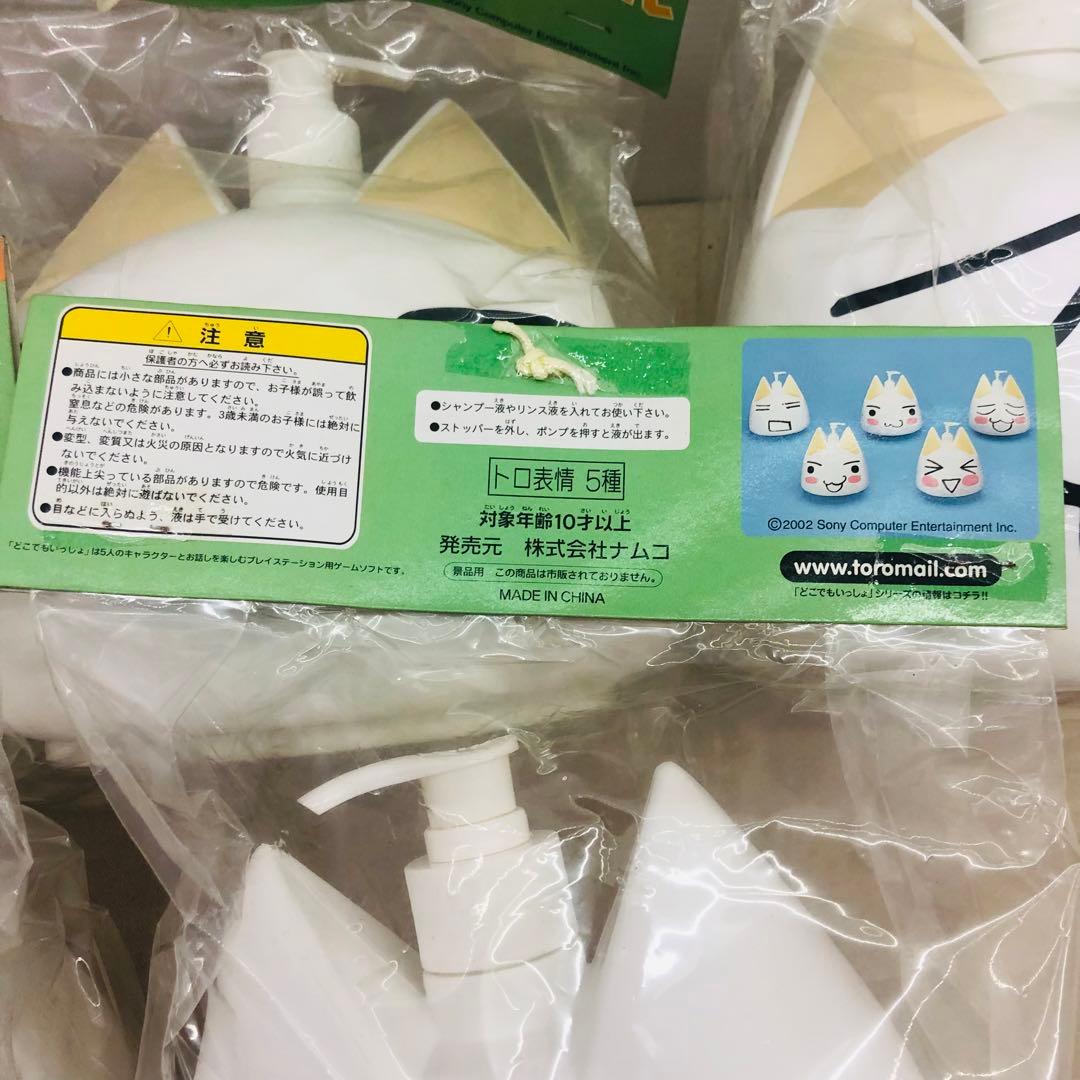 Sony Computer Entertainment Inc.
注意
保護者の方へ必ずお読み下さい。
●商品には小さな部品がありますので、お子様が誤って飲
み込まないように注意してください。
窒息などの危険があります。3歳未満のお子様には絶対に
与えないでください。
●変型、変質又は火災の原因となりますので火気に近づけ
ないでください。
●機能上尖っている部品がありますので危険です。使用目
的以外は絶対に遊ばないでください。
●目などに入らぬよう、液は手で受けてください。
「どこでもいっしょ」は5人のキャラクターとお話しを楽しむプレイステーション用ゲームソフトです。
●シャンプー液やリンス液を入れてお使い下さい。
●ストッパーを外し、ポンプを押すと液が出ます。
トロ表情 5種
対象年齢10才以上
発売元 株式会社ナムコ
景品用 この商品は市販されておりません。
MADE IN CHINA
©2002 Sony Computer Entertainment Inc.
www.toromail.com
「どこでもいっしょ」シリーズの情報はコチラ!!